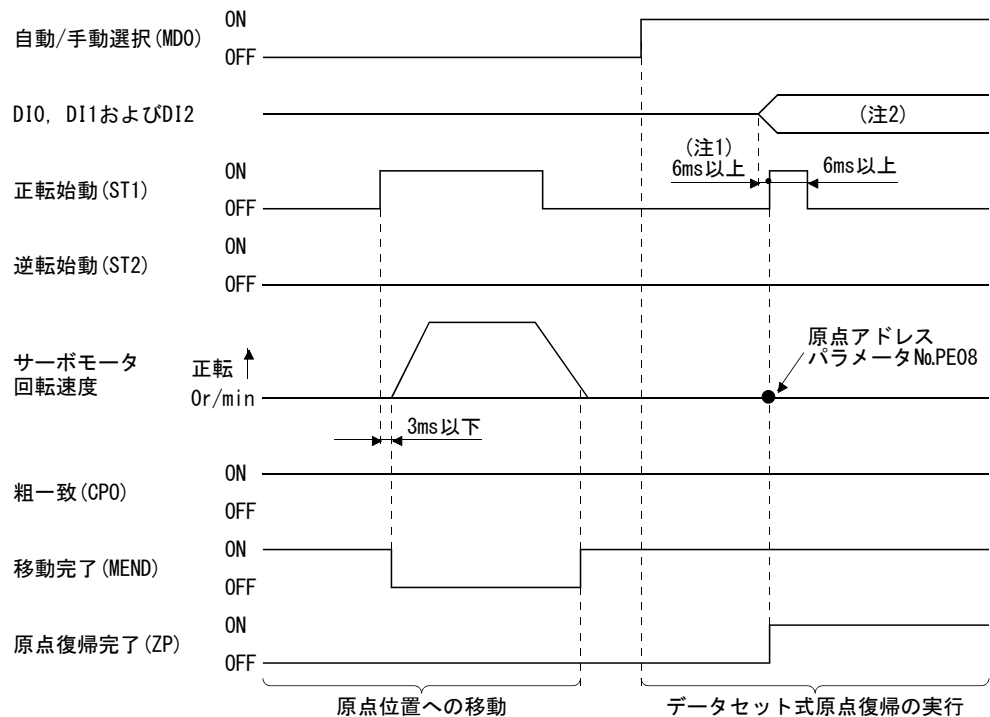 自動/手動選択(MD0)
ON
OFF
DI0, DI1およびDI2
(注2)
正転始動(ST1)
ON
OFF
(注1)
6ms以上
6ms以上
逆転始動(ST2)
ON
OFF
サーボモータ
回転速度
正転
0r/min
原点アドレス
パラメータNo.PE08
3ms以下
粗一致(CPO)
ON
OFF
移動完了(MEND)
ON
OFF
原点復帰完了(ZP)
ON
OFF
原点位置への移動
データセット式原点復帰の実行